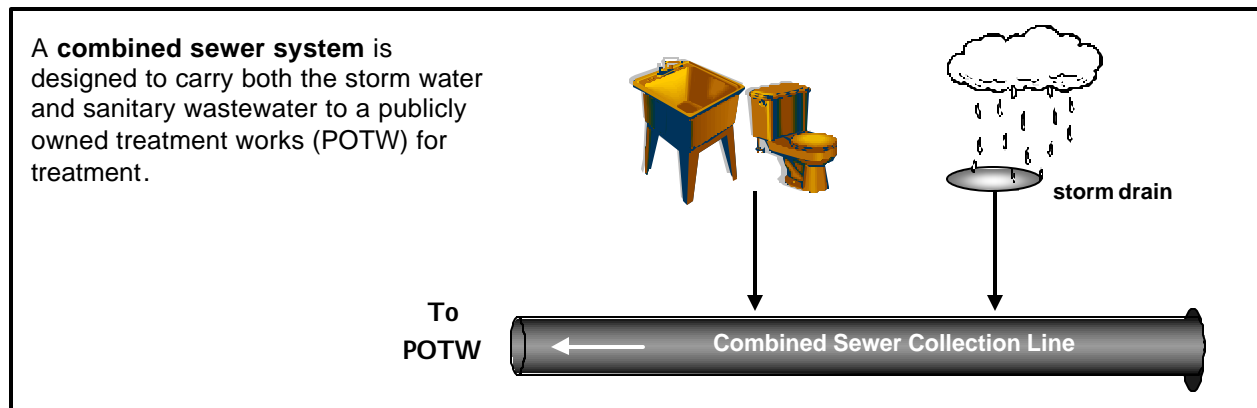 A combined sewer system is
designed to carry both the storm water
and sanitary wastewater to a publicly
owned treatment works (POTW) for
treatment.
storm drain
To
POTW
Combined Sewer Collection Line